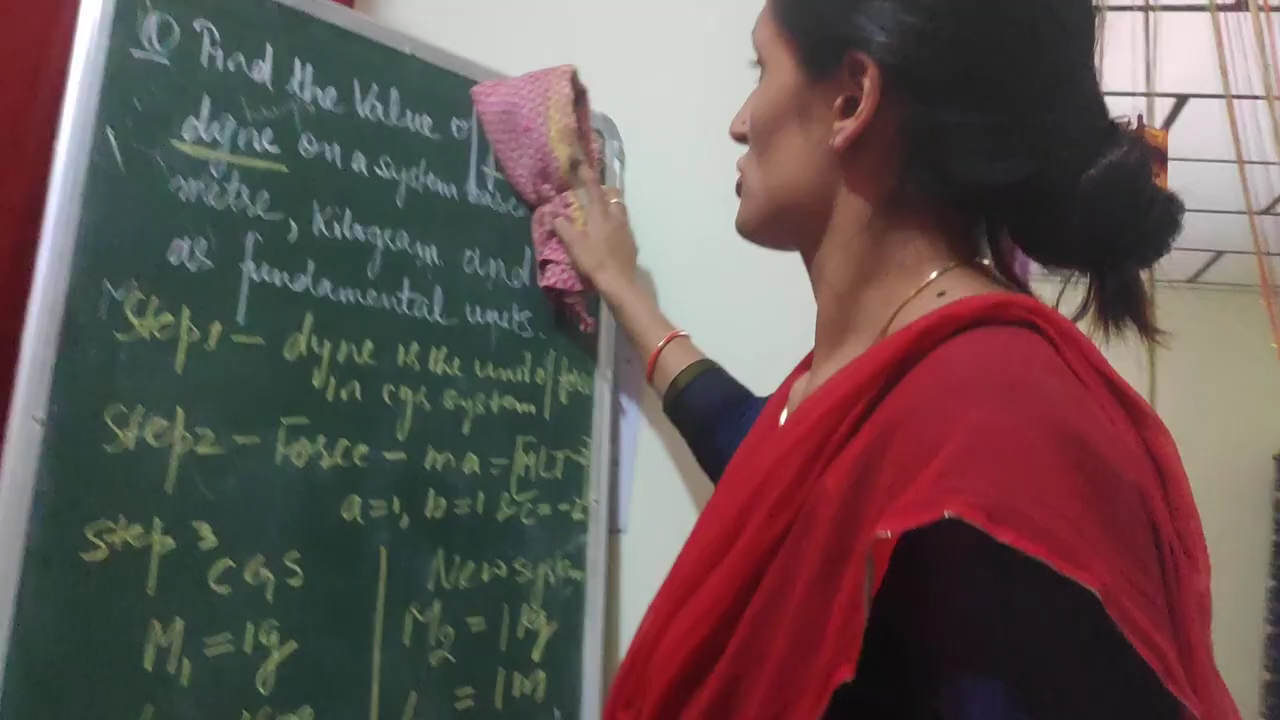 Q Find the Value of
dyne on a system
metre, Kilogram and
as fundamental units.
Step 1 - dyne is the unit of force
in cgs system
Step 2 - Force - ma = [MLT-2
a=1, b=1 & c=-2
Step 3
CGS New system
M1 = 1g M2 = 1 Kg
= 1m